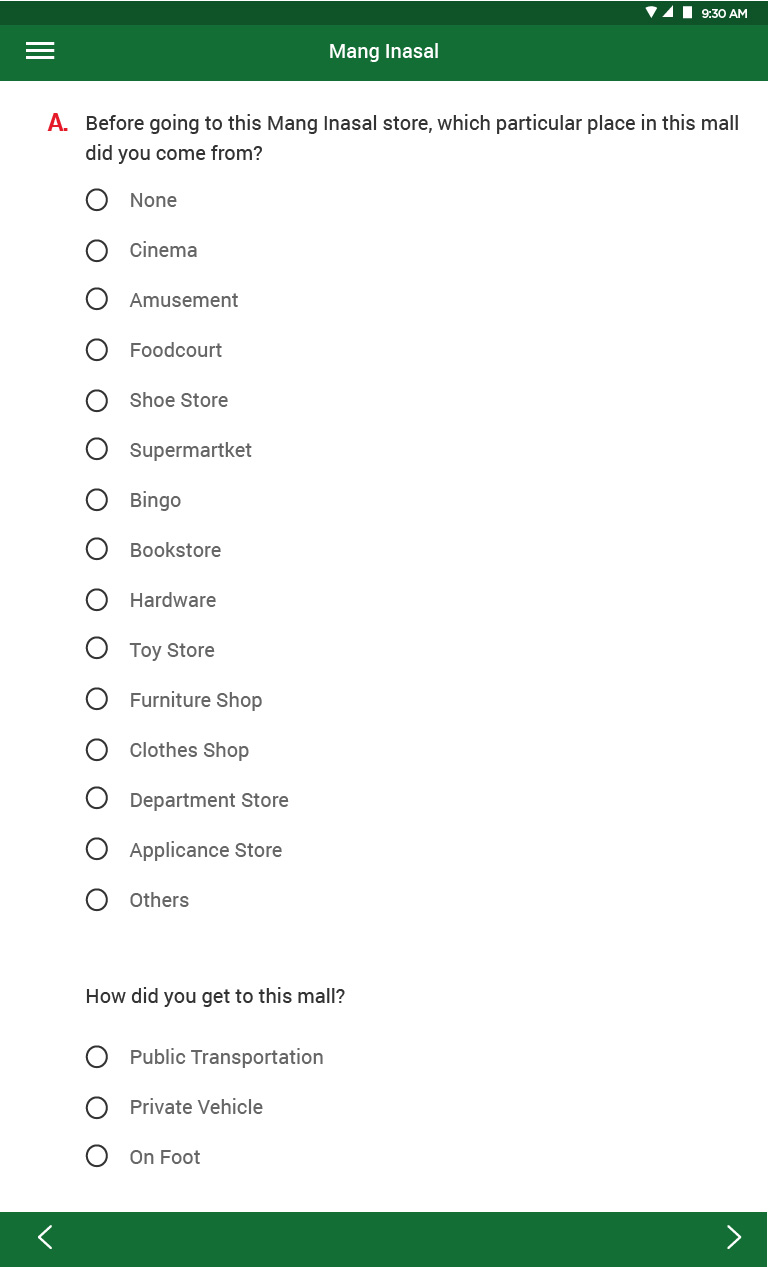 9:30 AM
Mang Inasal
A. Before going to this Mang Inasal store, which particular place in this mall
did you come from?
None
Cinema
Amusement
Foodcourt
Shoe Store
Supermartket
Bingo
Bookstore
Hardware
Toy Store
Furniture Shop
Clothes Shop
Department Store
Applicance Store
Others
How did you get to this mall?
Public Transportation
Private Vehicle
On Foot